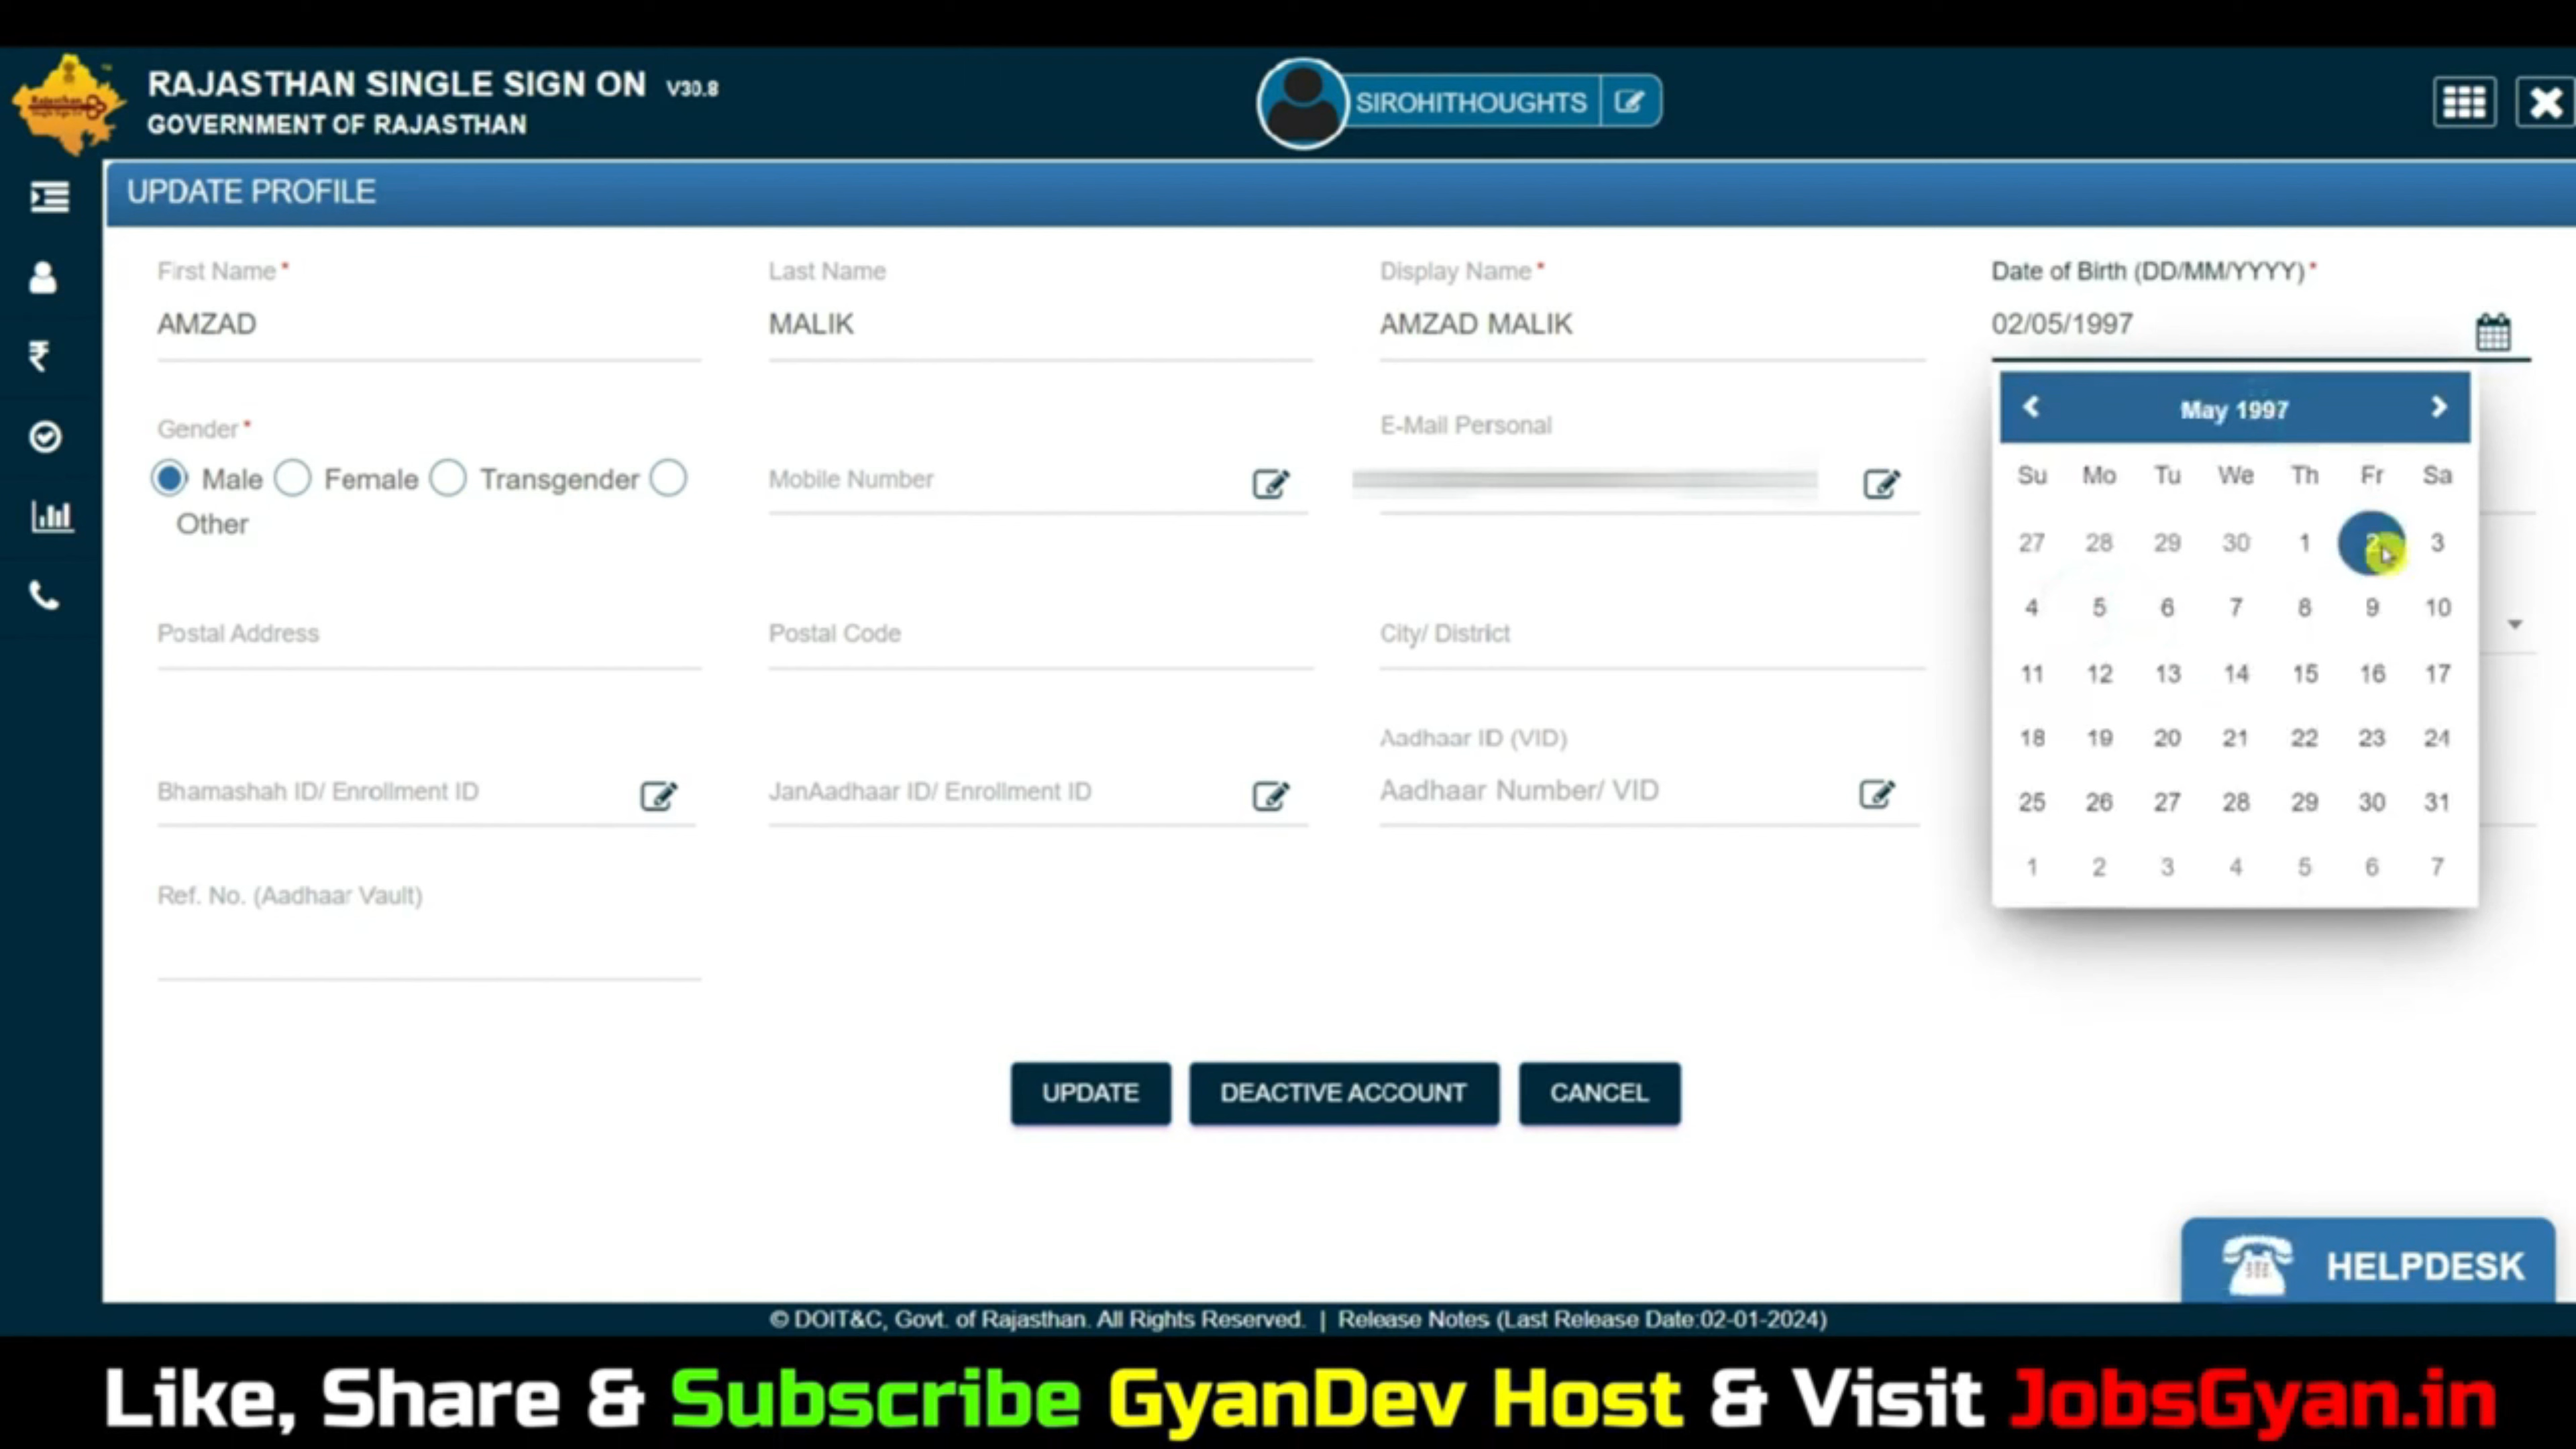 RAJASTHAN SINGLE SIGN ON V30.8
GOVERNMENT OF RAJASTHAN
SIROHITHOUGHTS
UPDATE PROFILE
First Name *
AMZAD
Last Name
MALIK
Display Name *
AMZAD MALIK
Date of Birth (DD/MM/YYYY) *
02/05/1997
Gender *
Male Female Transgender
Other
Mobile Number
E-Mail Personal
May 1997
Su Mo Tu We Th Fr Sa
27 28 29 30 1 2 3
4 5 6 7 8 9 10
11 12 13 14 15 16 17
18 19 20 21 22 23 24
25 26 27 28 29 30 31
1 2 3 4 5 6 7
Postal Address
Postal Code
City/ District
Bhamashah ID/ Enrollment ID
JanAadhaar ID/ Enrollment ID
Aadhaar ID (VID)
Aadhaar Number/ VID
Ref. No. (Aadhaar Vault)
UPDATE
DEACTIVE ACCOUNT
CANCEL
HELPDESK
© DOIT&C, Govt. of Rajasthan. All Rights Reserved. | Release Notes (Last Release Date:02-01-2024)
Like, Share & Subscribe GyanDev Host & Visit JobsGyan.in